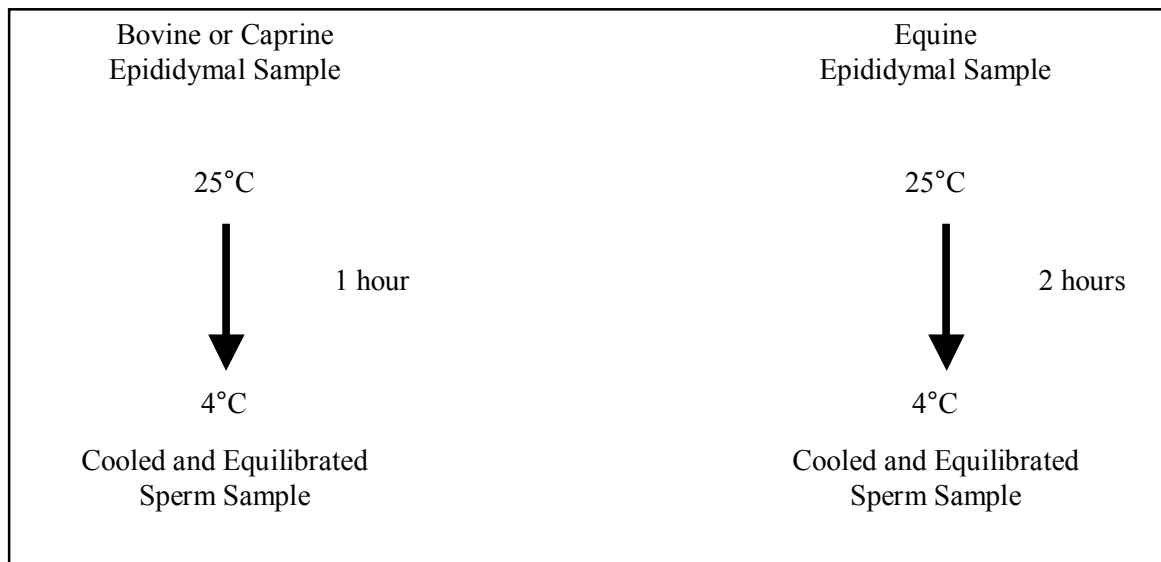 Bovine or Caprine
Epididymal Sample
25°C
1 hour
4°C
Cooled and Equilibrated
Sperm Sample
Equine
Epididymal Sample
25°C
2 hours
4°C
Cooled and Equilibrated
Sperm Sample